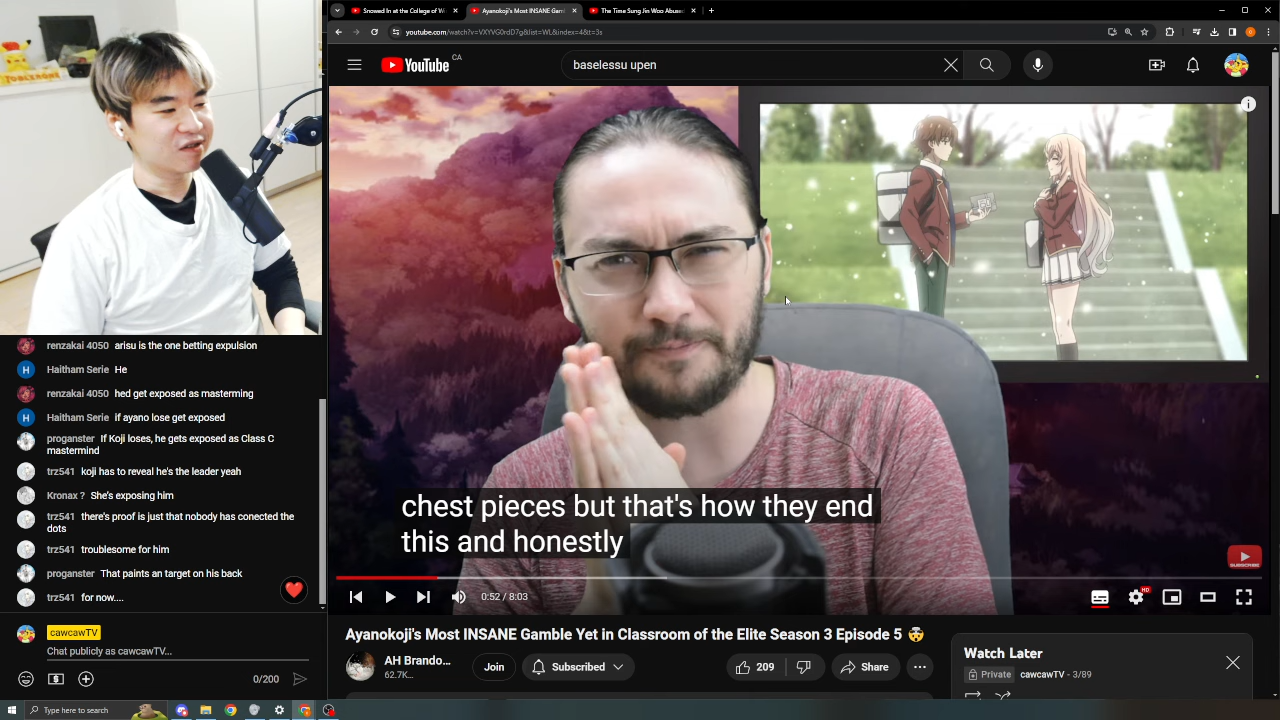 Snowed In at the College of W
Ayanokoji's Most INSANE Gam
The Time Sung Jin Woo Abuse
youtube.com/watch?v=VXYVG0rdD7g&list=WL&index=4&t=3s
YouTube CA
baselessu upen
TOBLERONE
renzakai 4050 arisu is the one betting expulsion
Haitham Serie He
renzakai 4050 hed get exposed as masterming
Haitham Serie if ayano lose get exposed
proganster If Koji loses, he gets exposed as Class C
mastermind
trz541 koji has to reveal he's the leader yeah
Kronax ? She's exposing him
trz541 there's proof is just that nobody has conected the
dots
trz541 troublesome for him
proganster That paints an target on his back
trz541 for now....
cawcawTV
Chat publicly as cawcawTV...
0/200
chest pieces but that's how they end
this and honestly
SUBSCRIBE
0:52 / 8:03
HD
Ayanokoji's Most INSANE Gamble Yet in Classroom of the Elite Season 3 Episode 5 🤯
AH Brando...
62.7K...
Join
Subscribed
209
Share
Watch Later
Private cawcawTV - 3/89
Type here to search